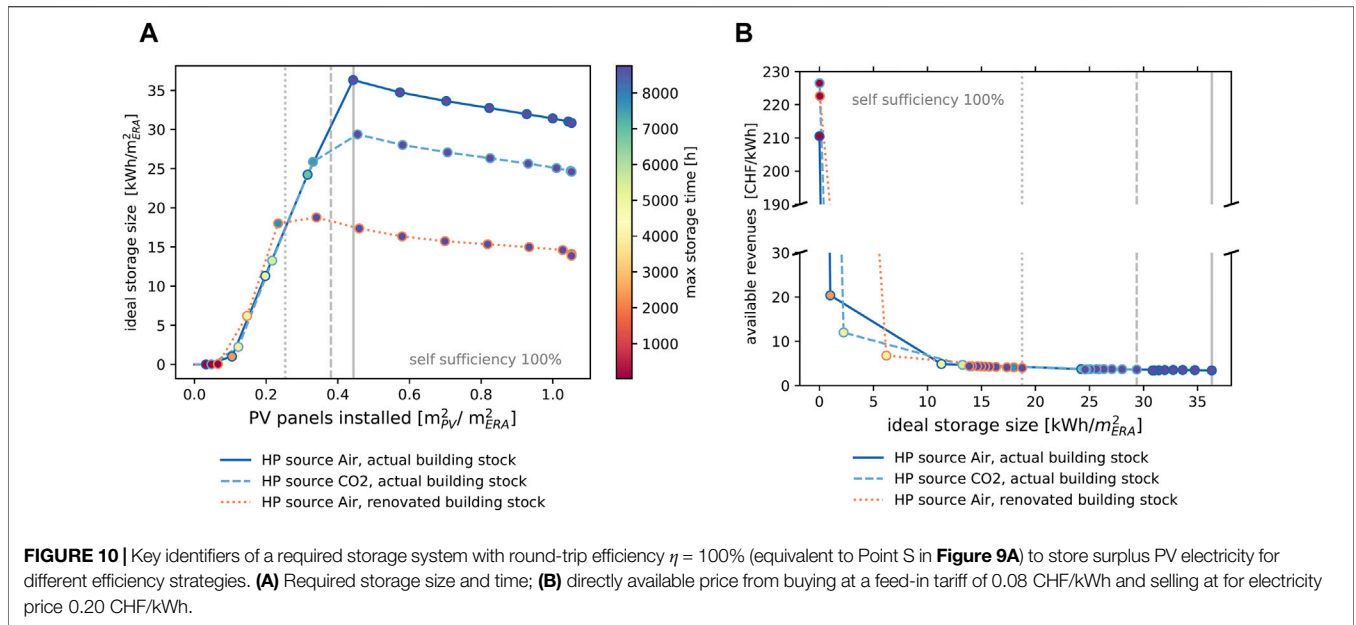 A
ideal storage size [kWh/m²ERA]
35
30
25
20
15
10
5
0
0.0 0.2 0.4 0.6 0.8 1.0
PV panels installed [m²PV/ m²ERA]
self sufficiency 100%
8000
7000
6000
5000
4000
3000
2000
1000
max storage time [h]
HP source Air, actual building stock
HP source CO2, actual building stock
HP source Air, renovated building stock
B
available revenues [CHF/kWh]
230
220
210
200
190
30
20
10
0
self sufficiency 100%
0 5 10 15 20 25 30 35
ideal storage size [kWh/m²ERA]
HP source Air, actual building stock
HP source CO2, actual building stock
HP source Air, renovated building stock
FIGURE 10 | Key identifiers of a required storage system with round-trip efficiency η = 100% (equivalent to Point S in Figure 9A) to store surplus PV electricity for
different efficiency strategies. (A) Required storage size and time; (B) directly available price from buying at a feed-in tariff of 0.08 CHF/kWh and selling at for electricity
price 0.20 CHF/kWh.